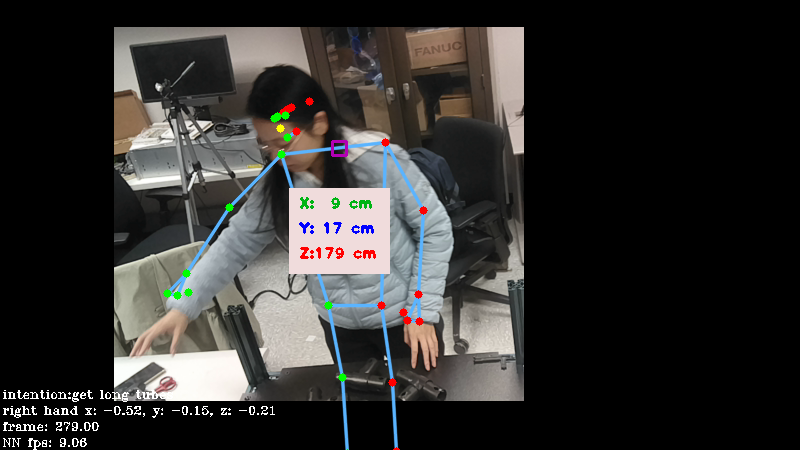 FANUC
X: 9 cm
Y: 17 cm
Z:179 cm
intention:get long tube
right hand x: −0.52, y: −0.15, z: −0.21
frame: 279.00
NN fps: 9.06